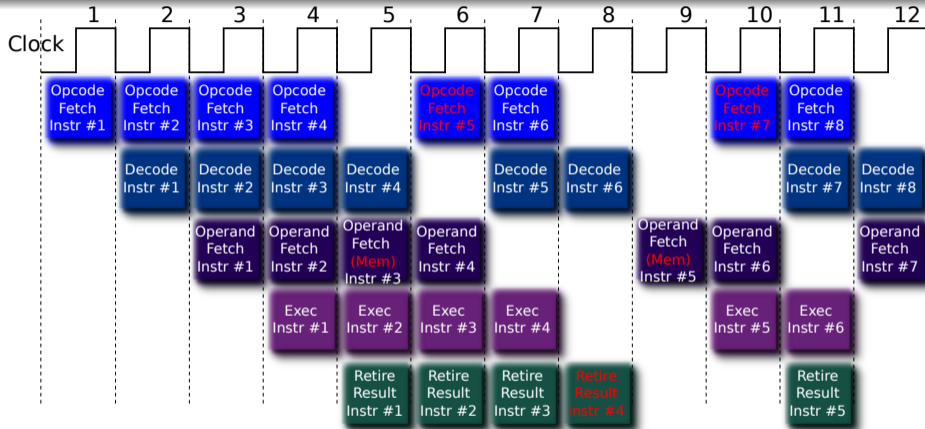 1 2 3 4 5 6 7 8 9 10 11 12
Clock
Opcode
Fetch
Instr #1
Opcode
Fetch
Instr #2
Opcode
Fetch
Instr #3
Opcode
Fetch
Instr #4
Opcode
Fetch
Instr #5
Opcode
Fetch
Instr #6
Opcode
Fetch
Instr #7
Opcode
Fetch
Instr #8
Decode
Instr #1
Decode
Instr #2
Decode
Instr #3
Decode
Instr #4
Decode
Instr #5
Decode
Instr #6
Decode
Instr #7
Decode
Instr #8
Operand
Fetch
Instr #1
Operand
Fetch
Instr #2
Operand
Fetch
(Mem)
Instr #3
Operand
Fetch
Instr #4
Operand
Fetch
(Mem)
Instr #5
Operand
Fetch
Instr #6
Operand
Fetch
Instr #7
Exec
Instr #1
Exec
Instr #2
Exec
Instr #3
Exec
Instr #4
Exec
Instr #5
Exec
Instr #6
Retire
Result
Instr #1
Retire
Result
Instr #2
Retire
Result
Instr #3
Retire
Result
Instr #4
Retire
Result
Instr #5